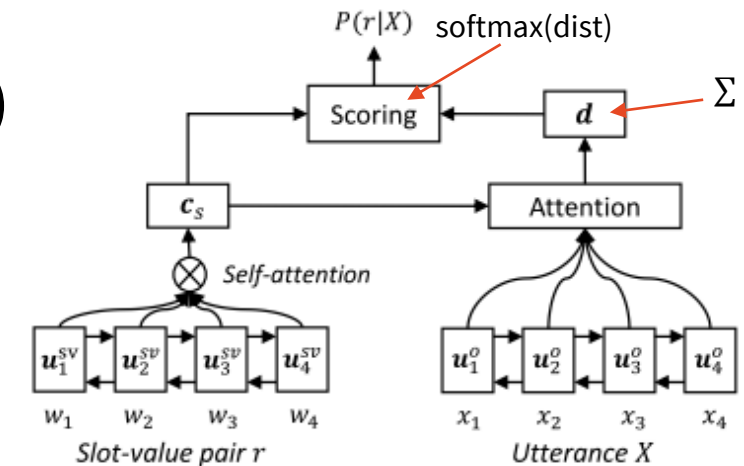 P(r|X) softmax(dist)
)
Scoring d Σ
c_s Attention
Self-attention
u_1^{sv} u_2^{sv} u_3^{sv} u_4^{sv} u_1^o u_2^o u_3^o u_4^o
w_1 w_2 w_3 w_4 x_1 x_2 x_3 x_4
Slot-value pair r Utterance X